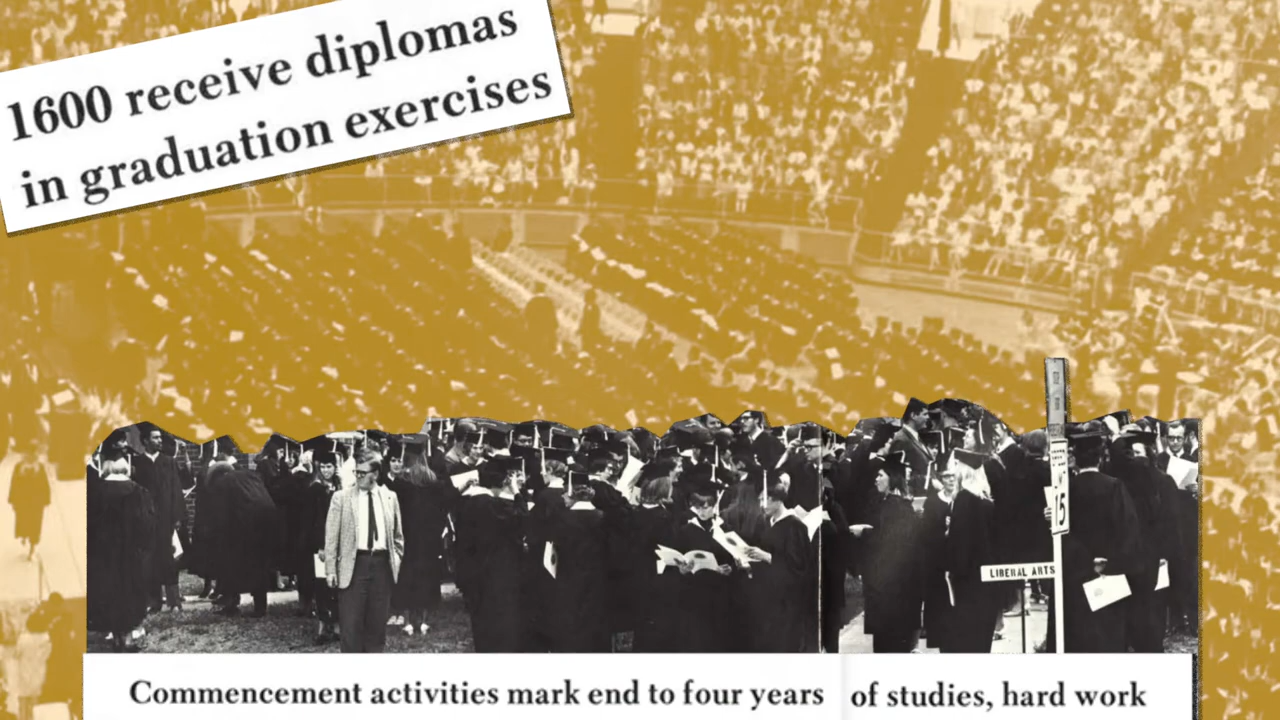 1600 receive diplomas
in graduation exercises
15
LIBERAL ARTS
Commencement activities mark end to four years of studies, hard work